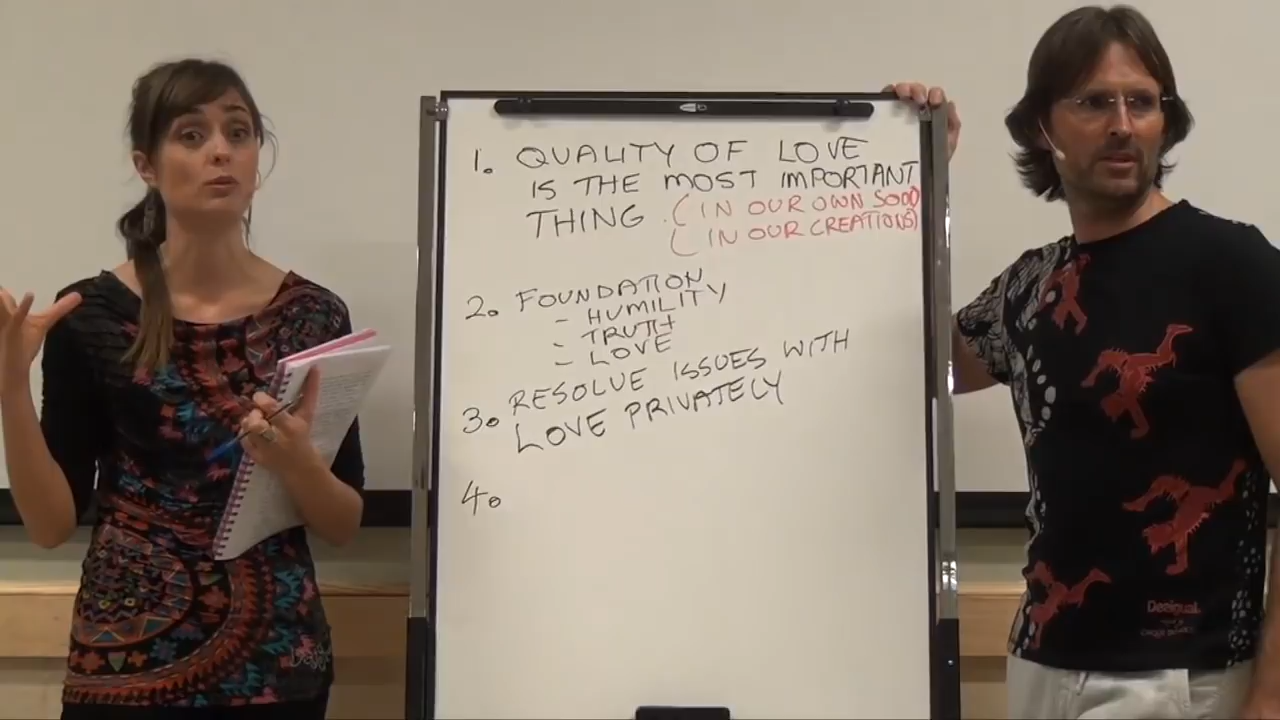 1. QUALITY OF LOVE
IS THE MOST IMPORTANT
THING. (IN OUR OWN SOUL)
(IN OUR CREATIONS)
2. FOUNDATION
- HUMILITY
- TRUTH
- LOVE
3. RESOLVE ISSUES WITH
LOVE PRIVATELY
4.
Desigual.